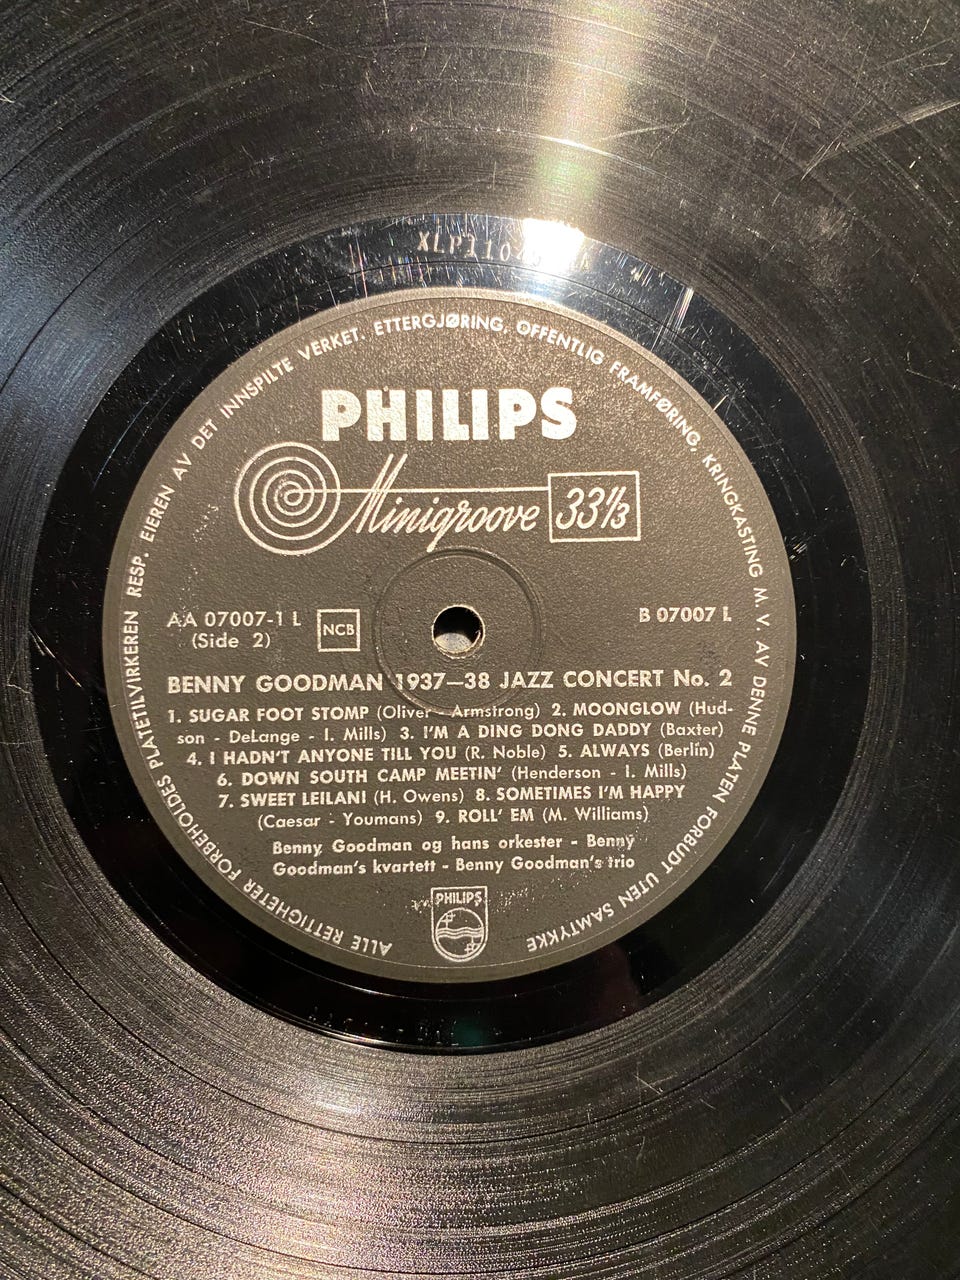 XLP110
ALLE RETTIGHETER FORBEHOLDES PLATETILVIRKEREN RESP. EIEREN AV DET INNSPILTE VERKET. ETTERGJØRING, OFFENTLIG FRAMFØRING, KRINGKASTING M. V. AV DENNE PLATEN FORBUDT UTEN SAMTYKKE
PHILIPS
Minigroove 33⅓
AA 07007-1 L NCB B 07007 L
(Side 2)
BENNY GOODMAN 1937—38 JAZZ CONCERT No. 2
1. SUGAR FOOT STOMP (Oliver - Armstrong) 2. MOONGLOW (Hud-
son - DeLange - I. Mills) 3. I'M A DING DONG DADDY (Baxter)
4. I HADN'T ANYONE TILL YOU (R. Noble) 5. ALWAYS (Berlin)
6. DOWN SOUTH CAMP MEETIN' (Henderson - I. Mills)
7. SWEET LEILANI (H. Owens) 8. SOMETIMES I'M HAPPY
(Caesar - Youmans) 9. ROLL' EM (M. Williams)
Benny Goodman og hans orkester - Benny
Goodman's kvartett - Benny Goodman's trio
PHILIPS